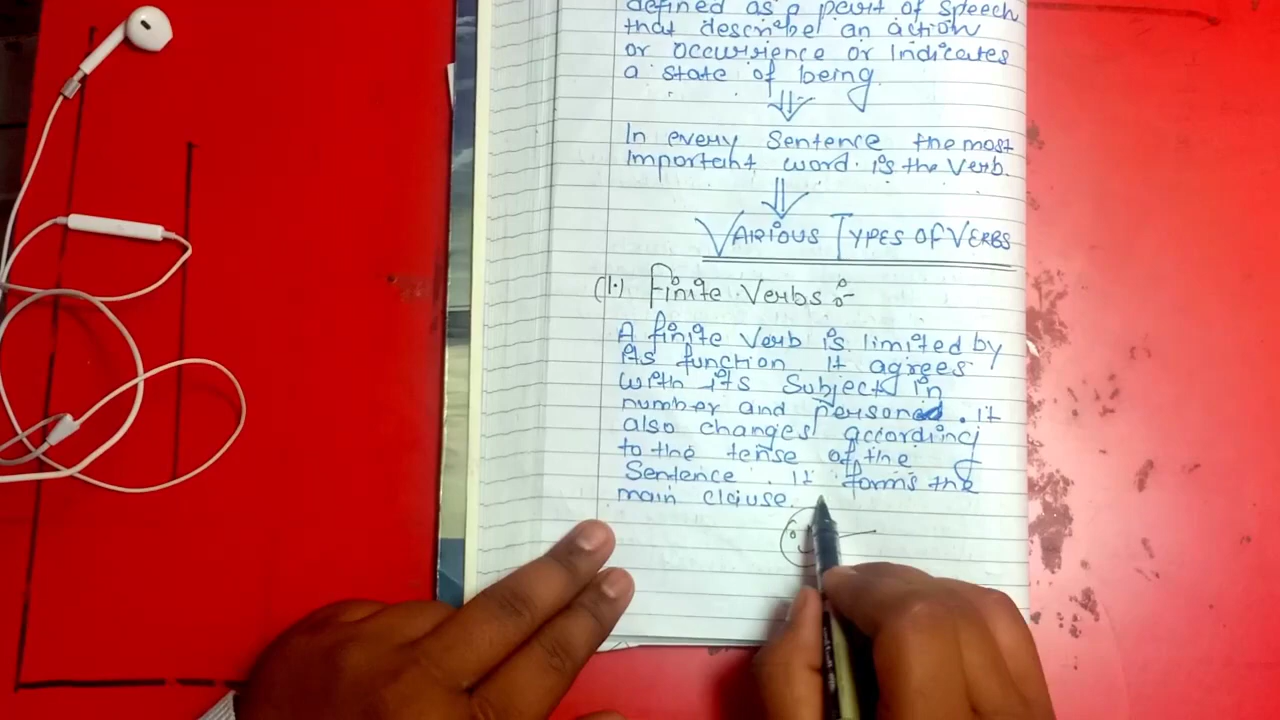 defined as a part of speech
that describe an action
or occurrience or Indicates
a state of being
In every sentence the most
important word. is the verb.
VARIOUS TYPES OF VERBS
(1.) Finite Verbs :-
A finite Verb is limited by
its function. It agrees
with its Subjects in
number and person. it
also changes according
to the tense of the
Sentence. It forms the
main clause.